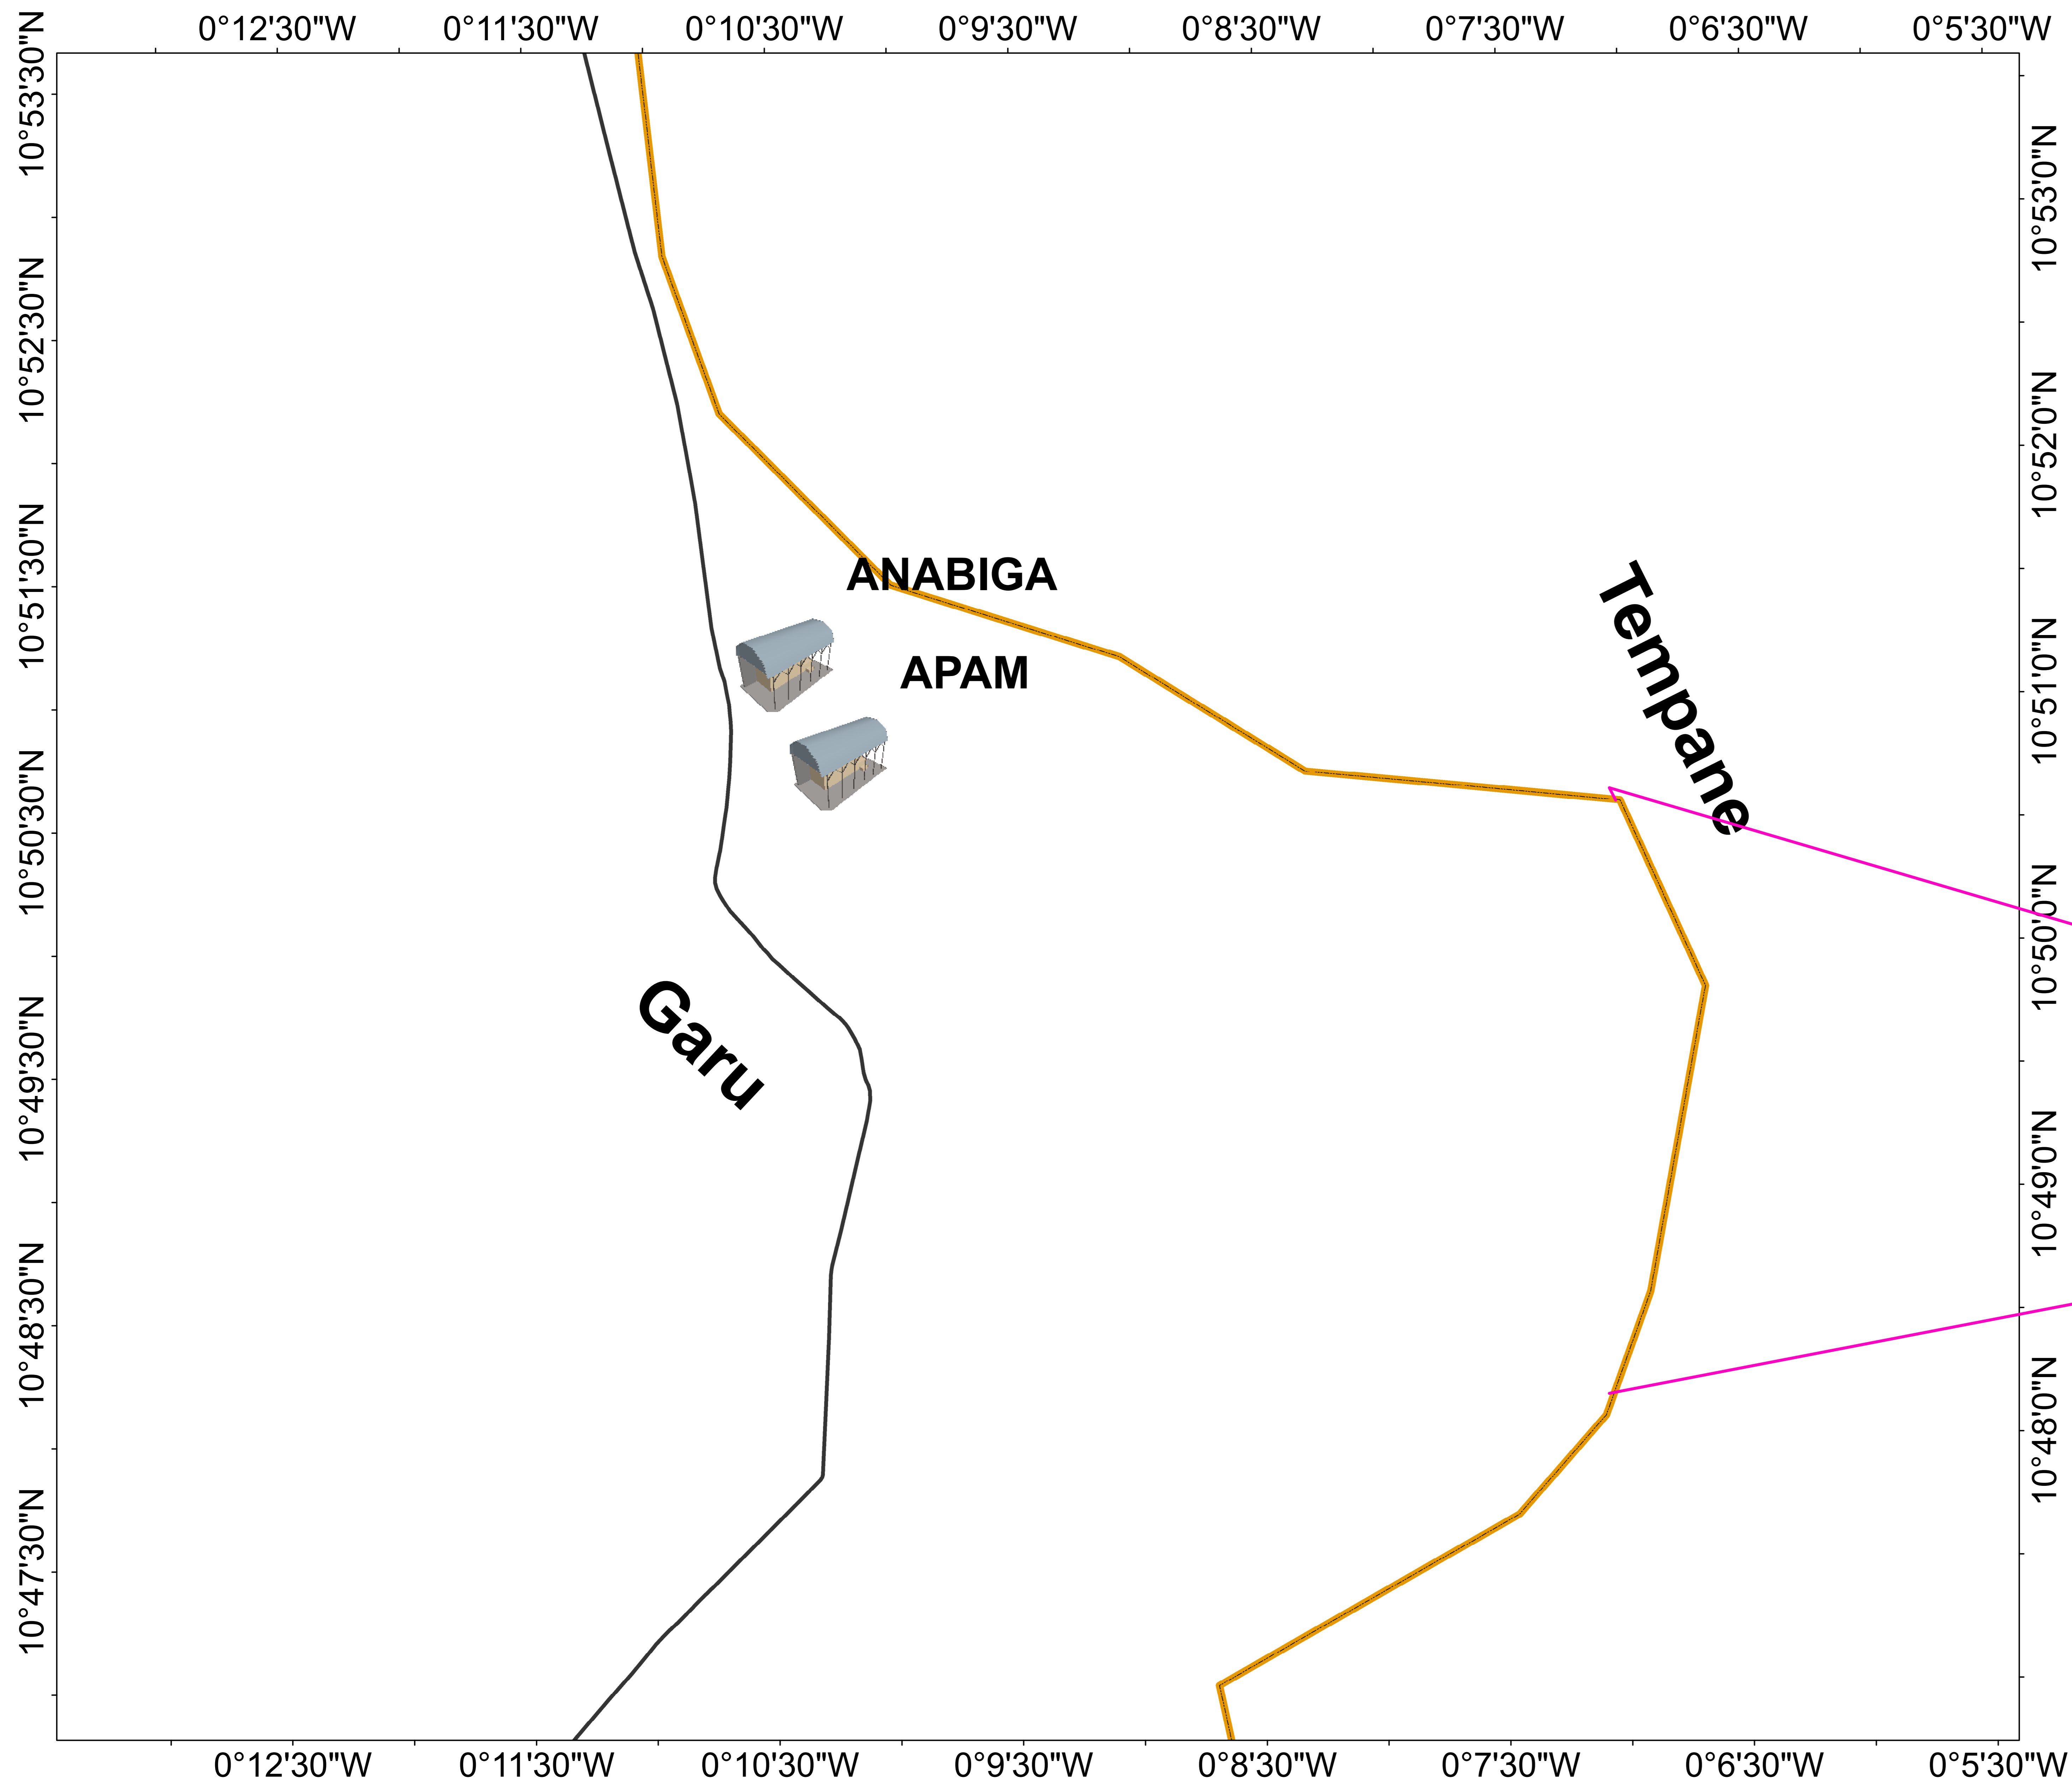 0°12'30"W 0°11'30"W 0°10'30"W 0°9'30"W 0°8'30"W 0°7'30"W 0°6'30"W 0°5'30"W
10°53'30"N
10°53'0"N
10°52'30"N
10°52'0"N
10°51'30"N
ANABIGA
APAM
Tempane
10°51'0"N
10°50'30"N
10°50'0"N
Garu
10°49'30"N
10°49'0"N
10°48'30"N
10°48'0"N
10°47'30"N
0°12'30"W 0°11'30"W 0°10'30"W 0°9'30"W 0°8'30"W 0°7'30"W 0°6'30"W 0°5'30"W